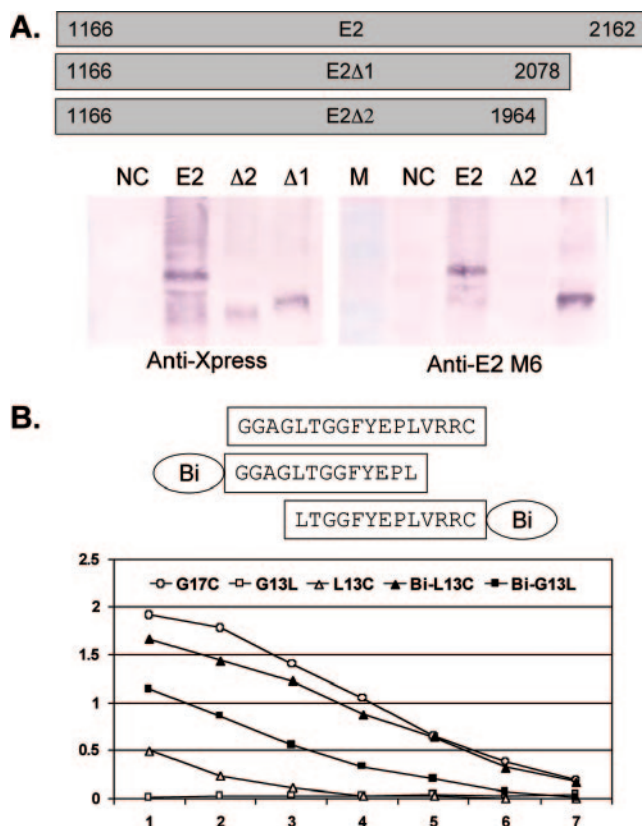 A.
1166 E2 2162
1166 E2Δ1 2078
1166 E2Δ2 1964
NC E2 Δ2 Δ1 M NC E2 Δ2 Δ1
Anti-Xpress Anti-E2 M6
B.
GGAGLTGGFYEPLVRRC
Bi GGAGLTGGFYEPL
LTGGFYEPLVRRC Bi
2.5
G17C G13L L13C Bi-L13C Bi-G13L
2
1.5
1
0.5
0
1 2 3 4 5 6 7